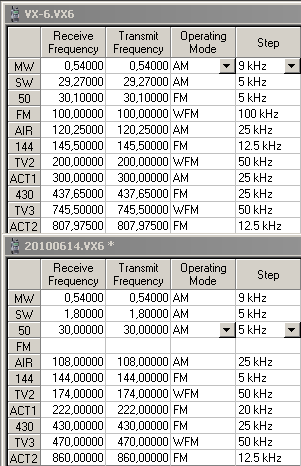 VX-6.VX6
Receive Frequency Transmit Frequency Operating Mode Step
MW 0,54000 0,54000 AM 9 kHz
SW 29,27000 29,27000 AM 5 kHz
50 30,10000 30,10000 FM 5 kHz
FM 100,00000 100,00000 WFM 100 kHz
AIR 120,25000 120,25000 AM 25 kHz
144 145,50000 145,50000 FM 12.5 kHz
TV2 200,00000 200,00000 WFM 50 kHz
ACT1 300,00000 300,00000 AM 25 kHz
430 437,65000 437,65000 FM 25 kHz
TV3 745,50000 745,50000 WFM 50 kHz
ACT2 807,97500 807,97500 FM 12.5 kHz
20100614.VX6 *
Receive Frequency Transmit Frequency Operating Mode Step
MW 0,54000 0,54000 AM 9 kHz
SW 1,80000 1,80000 AM 5 kHz
50 30,00000 30,00000 FM 5 kHz
FM
AIR 108,00000 108,00000 AM 25 kHz
144 144,00000 144,00000 FM 5 kHz
TV2 174,00000 174,00000 WFM 50 kHz
ACT1 222,00000 222,00000 FM 20 kHz
430 430,00000 430,00000 FM 25 kHz
TV3 470,00000 470,00000 WFM 50 kHz
ACT2 860,00000 860,00000 FM 12.5 kHz